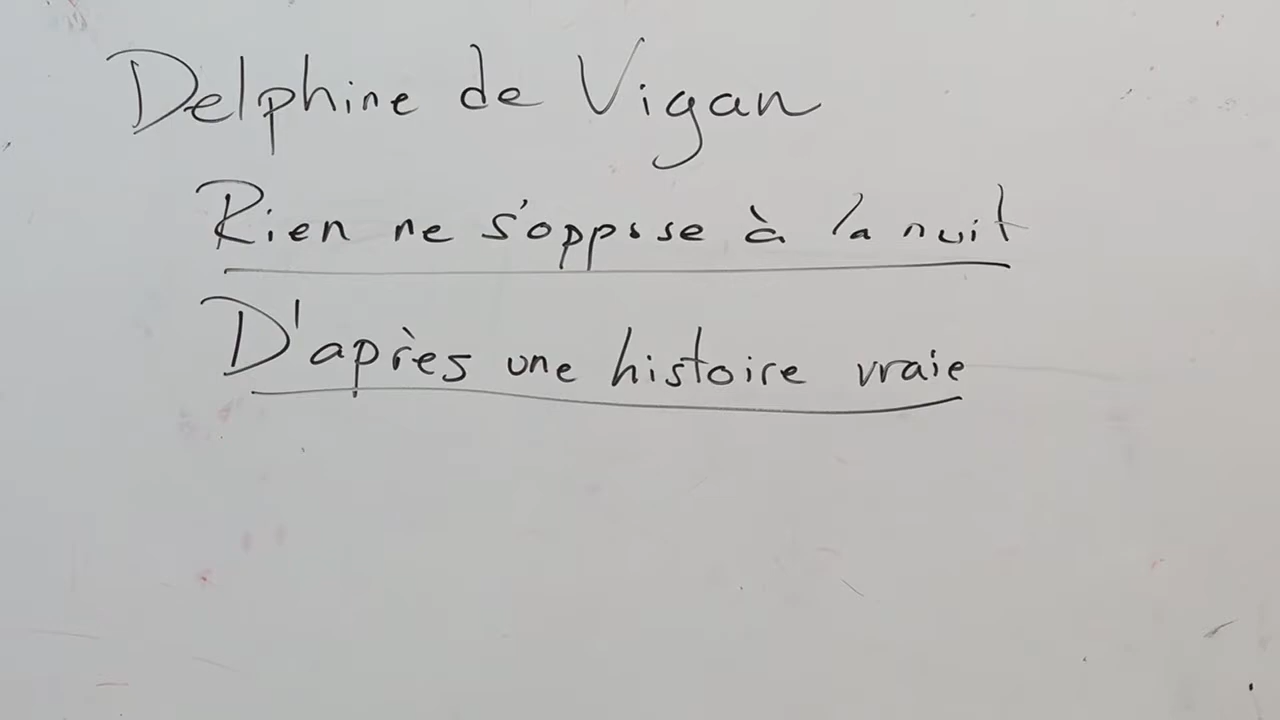 Delphine de Vigan
Rien ne s'oppose à la nuit
D'après une histoire vraie